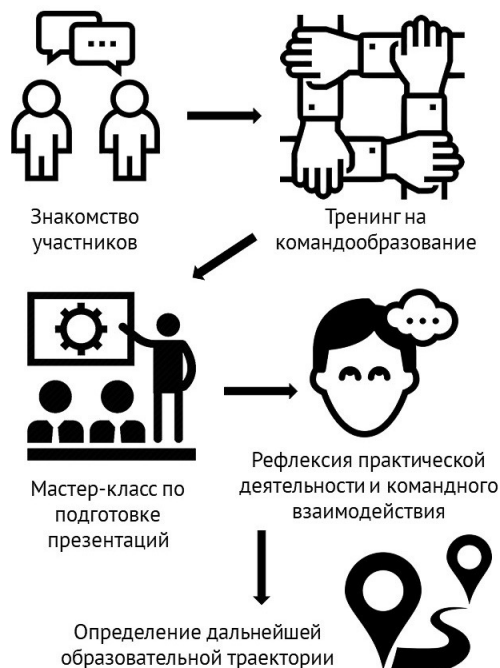 Знакомство
участников
Тренинг на
командообразование
Мастер-класс по
подготовке
презентаций
Рефлексия практической
деятельности и командного
взаимодействия
Определение дальнейшей
образовательной траектории